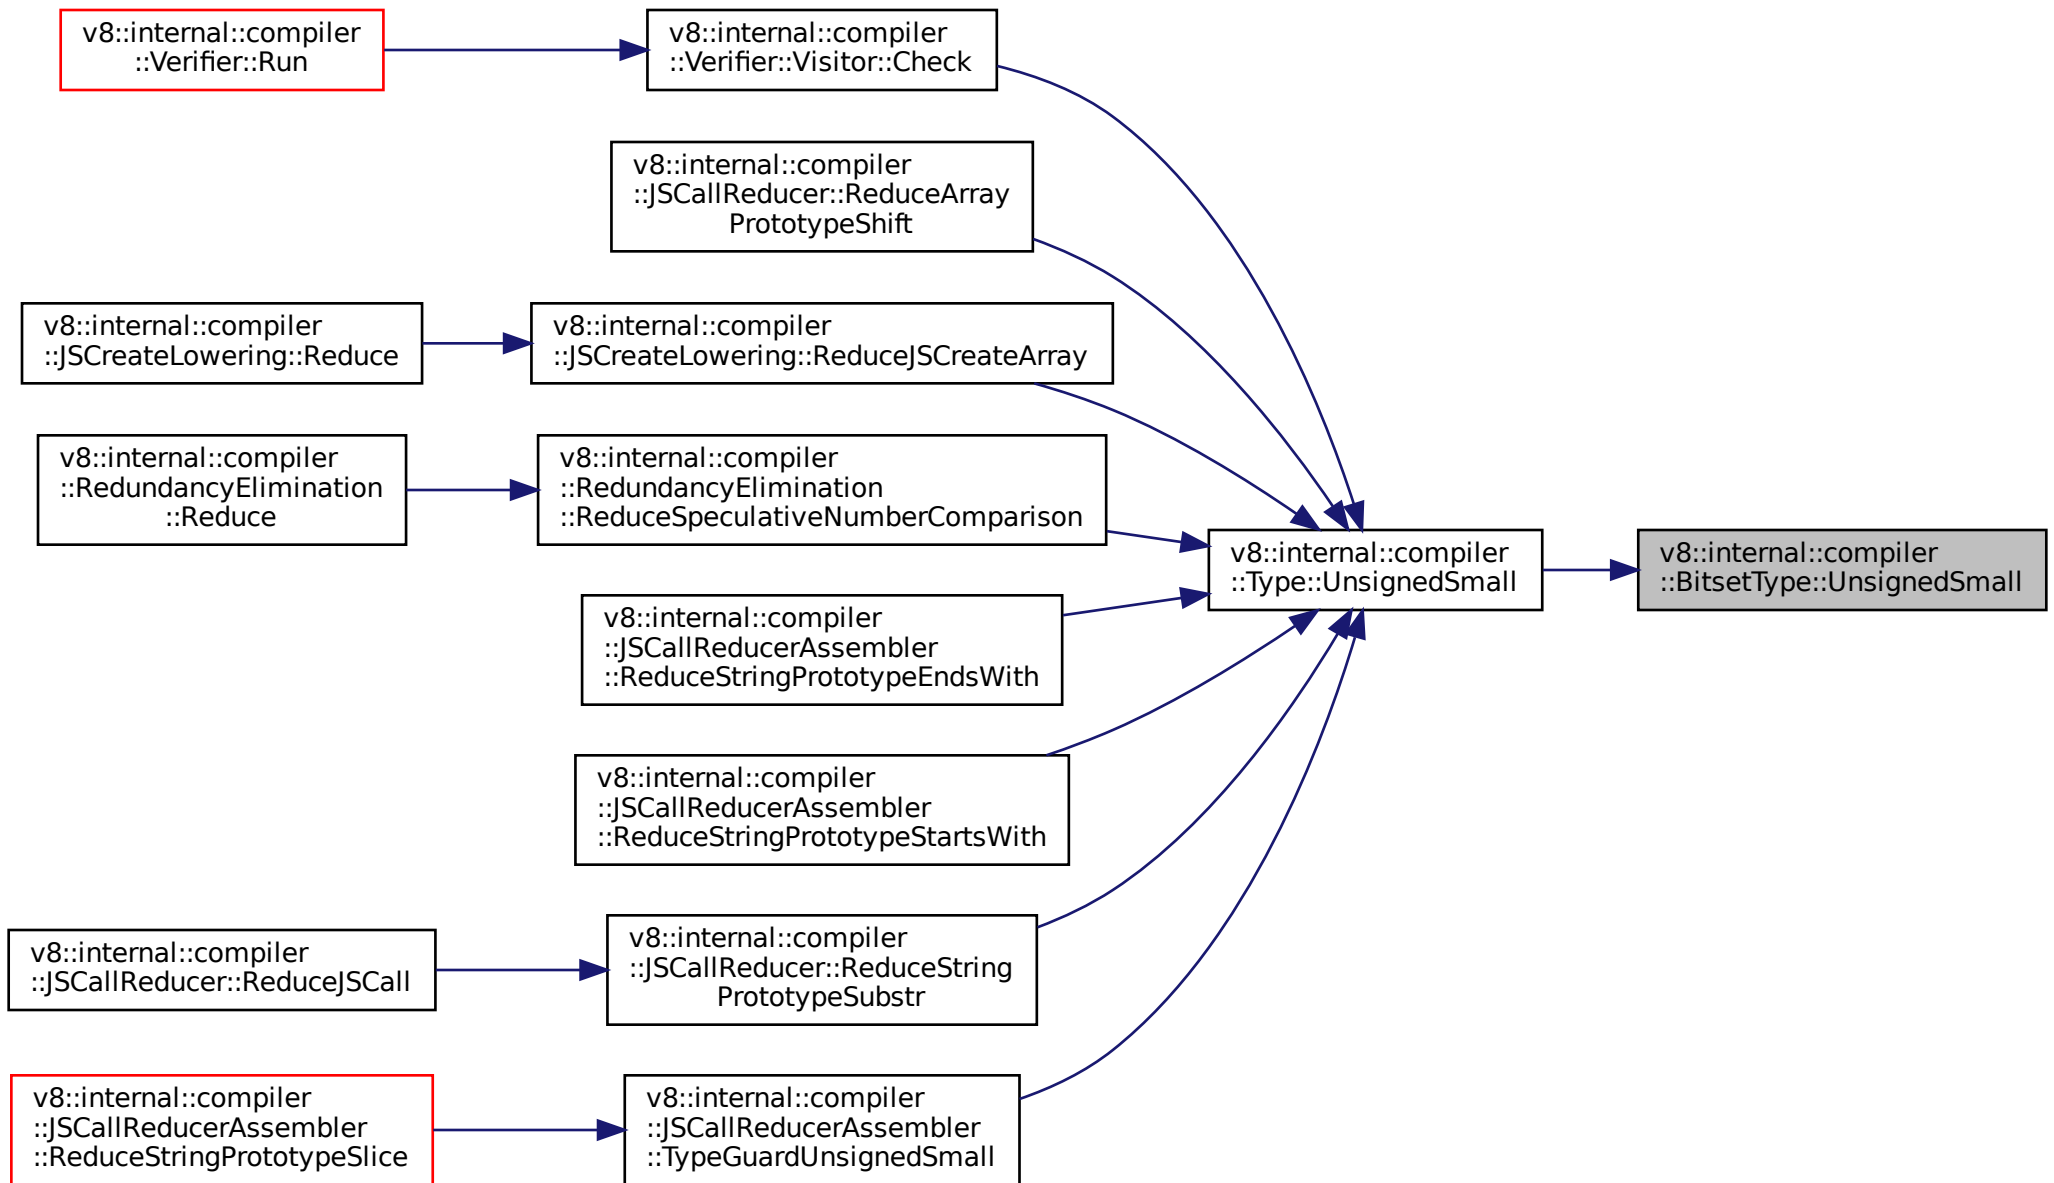 v8::internal::compiler
::Verifier::Run
v8::internal::compiler
::Verifier::Visitor::Check
v8::internal::compiler
::JSCallReducer::ReduceArray
PrototypeShift
v8::internal::compiler
::JSCreateLowering::Reduce
v8::internal::compiler
::JSCreateLowering::ReduceJSCreateArray
v8::internal::compiler
::RedundancyElimination
::Reduce
v8::internal::compiler
::RedundancyElimination
::ReduceSpeculativeNumberComparison
v8::internal::compiler
::Type::UnsignedSmall
v8::internal::compiler
::BitsetType::UnsignedSmall
v8::internal::compiler
::JSCallReducerAssembler
::ReduceStringPrototypeEndsWith
v8::internal::compiler
::JSCallReducerAssembler
::ReduceStringPrototypeStartsWith
v8::internal::compiler
::JSCallReducer::ReduceJSCall
v8::internal::compiler
::JSCallReducer::ReduceString
PrototypeSubstr
v8::internal::compiler
::JSCallReducerAssembler
::ReduceStringPrototypeSlice
v8::internal::compiler
::JSCallReducerAssembler
::TypeGuardUnsignedSmall